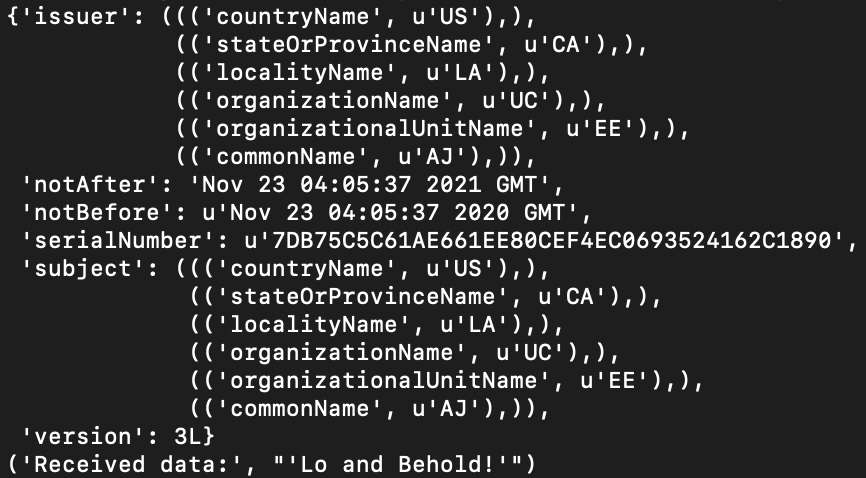 {'issuer': ((('countryName', u'US'),),
(('stateOrProvinceName', u'CA'),),
(('localityName', u'LA'),),
(('organizationName', u'UC'),),
(('organizationalUnitName', u'EE'),),
(('commonName', u'AJ'),)),
'notAfter': 'Nov 23 04:05:37 2021 GMT',
'notBefore': u'Nov 23 04:05:37 2020 GMT',
'serialNumber': u'7DB75C5C61AE661EE80CEF4EC0693524162C1890',
'subject': ((('countryName', u'US'),),
(('stateOrProvinceName', u'CA'),),
(('localityName', u'LA'),),
(('organizationName', u'UC'),),
(('organizationalUnitName', u'EE'),),
(('commonName', u'AJ'),)),
'version': 3L}
('Received data:', "'Lo and Behold!'")